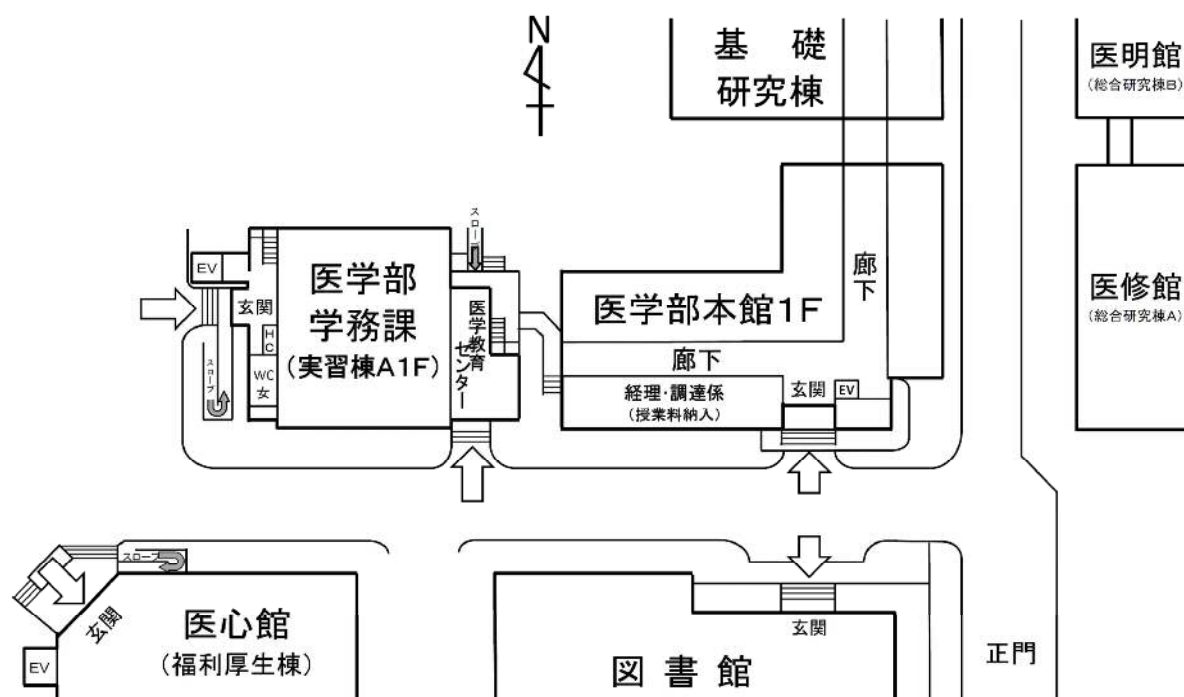 N
基 礎
研究棟
医明館
(総合研究棟B)
スロープ
EV
玄関
HC
WC
女
スロープ
医学部
学務課
(実習棟A1F)
医学教育
センター
医学部本館1F
廊下
廊下
経理・調達係
(授業料納入)
玄関
EV
医修館
(総合研究棟A)
スロープ
玄関
EV
医心館
(福利厚生棟)
玄関
図 書 館
正門